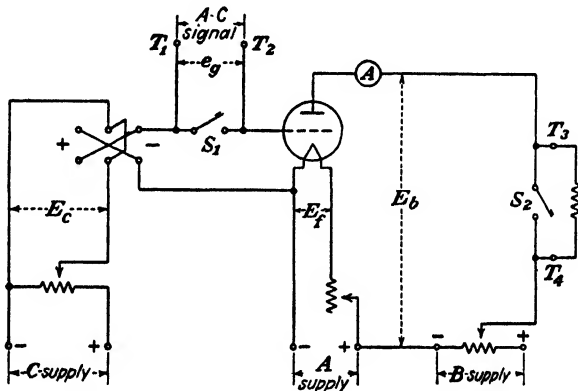 A-C
signal
T1 T2
eg
A
+ - S1
T3
Ec Ef Eb S2
T4
- + - + - +
C-supply A B-supply
supply